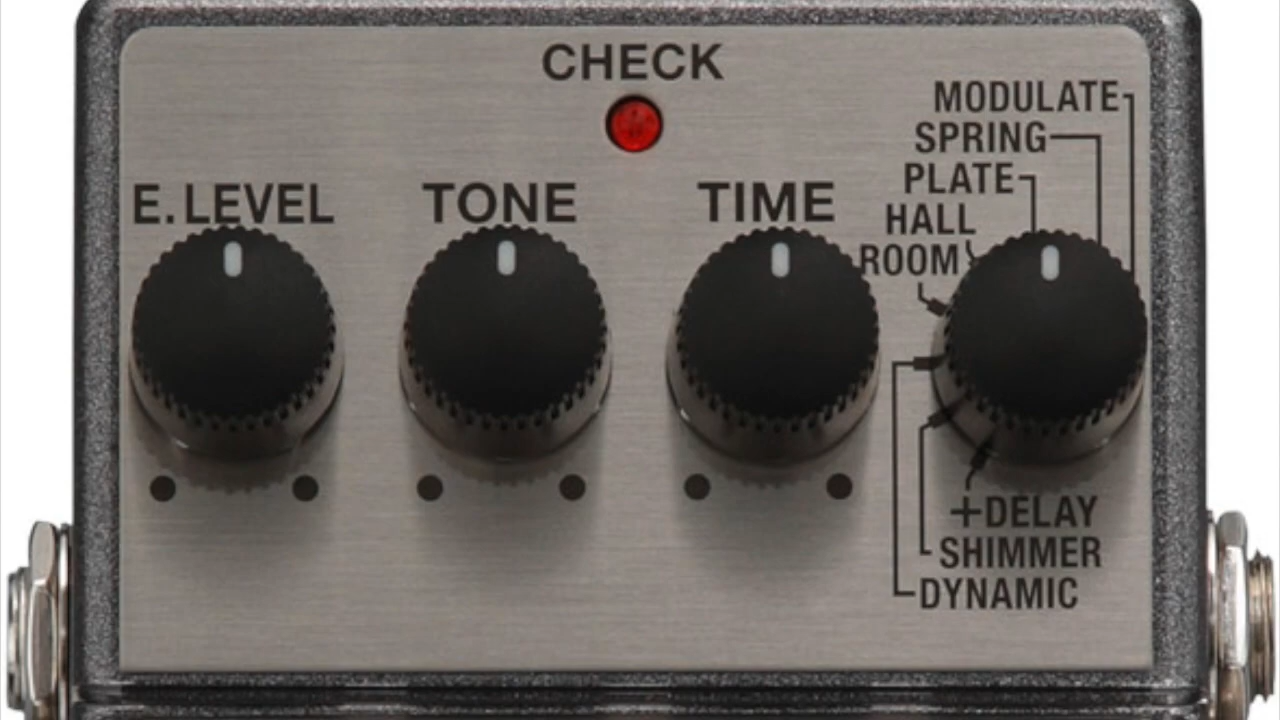 CHECK
E.LEVEL
TONE
TIME
MODULATE
SPRING
PLATE
HALL
ROOM
+DELAY
SHIMMER
DYNAMIC